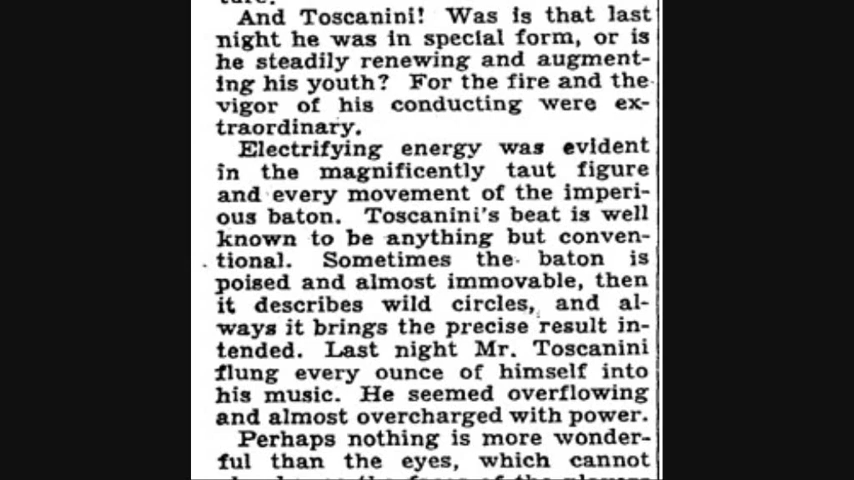 And Toscanini! Was is that last
night he was in special form, or is
he steadily renewing and augment-
ing his youth? For the fire and the
vigor of his conducting were ex-
traordinary.
Electrifying energy was evident
in the magnificently taut figure
and every movement of the imperi-
ous baton. Toscanini's beat is well
known to be anything but conven-
tional. Sometimes the baton is
poised and almost immovable, then
it describes wild circles, and al-
ways it brings the precise result in-
tended. Last night Mr. Toscanini
flung every ounce of himself into
his music. He seemed overflowing
and almost overcharged with power.
Perhaps nothing is more wonder-
ful than the eyes, which cannot